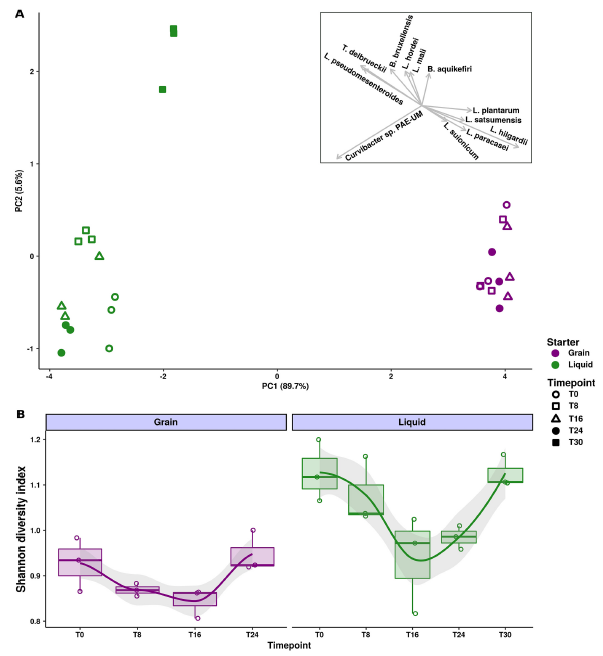 A
B. bruxellensis
L. hordei
L. mali
T. delbrueckii
B. aquikefiri
L. pseudomesenteroides
L. plantarum
L. satsumensis
L. hilgardii
L. paracasei
L. suionicum
Curvibacter sp. PAE-UM
PC2 (5.6%)
2
1
0
-1
-4
-2
0
2
4
PC1 (89.7%)
Starter
Grain
Liquid
Timepoint
T0
T8
T16
T24
T30
B
Grain
Liquid
Shannon diversity index
1.2
1.1
1.0
0.9
0.8
T0
T8
T16
T24
T0
T8
T16
T24
T30
Timepoint